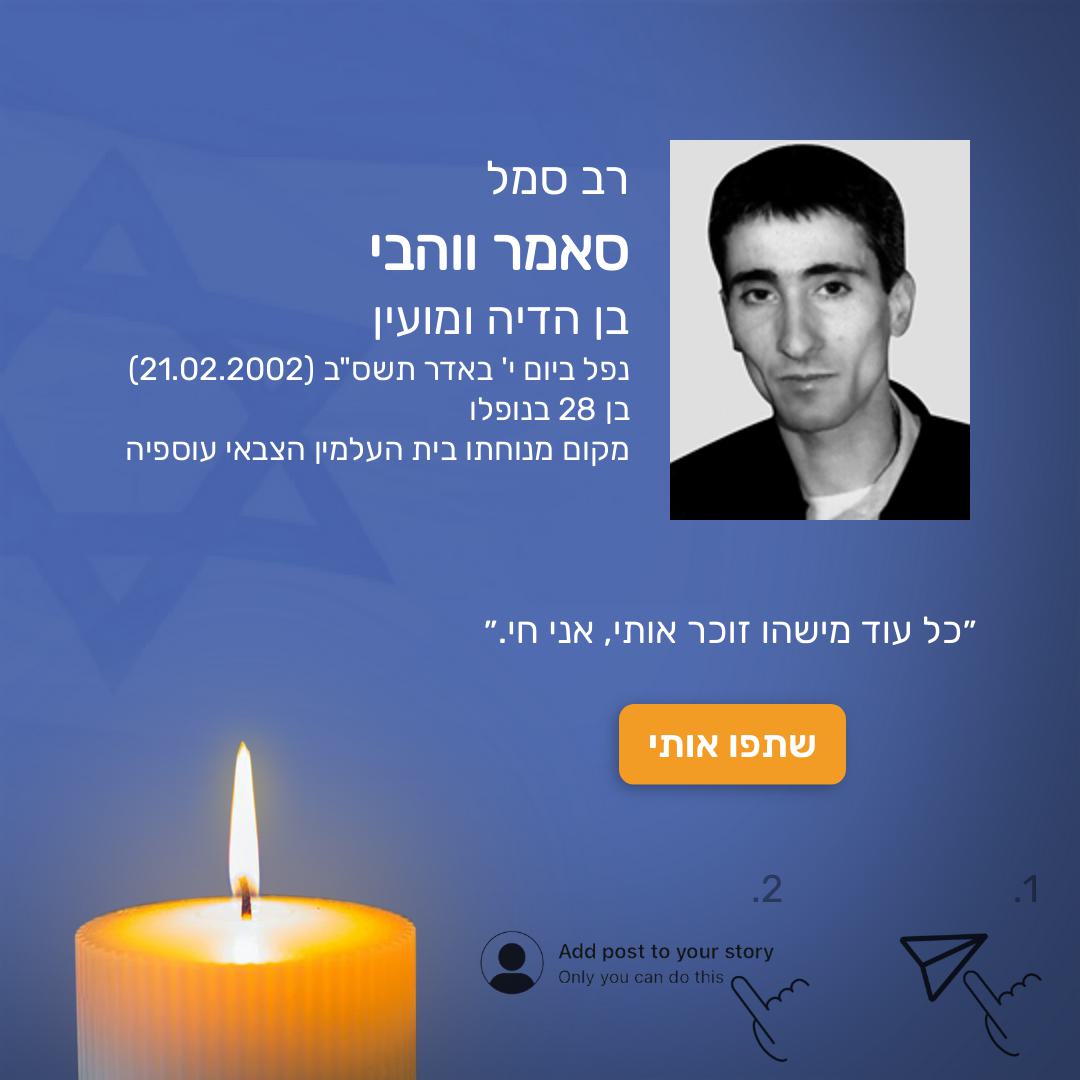 רב סמל
סאמר ווהבי
בן הדיה ומועין
נפל ביום י' באדר תשס"ב (21.02.2002)
בן 28 בנופלו
מקום מנוחתו בית העלמין הצבאי עוספיה
״כל עוד מישהו זוכר אותי, אני חי.״
שתפו אותי
.1
.2
Add post to your story
Only you can do this